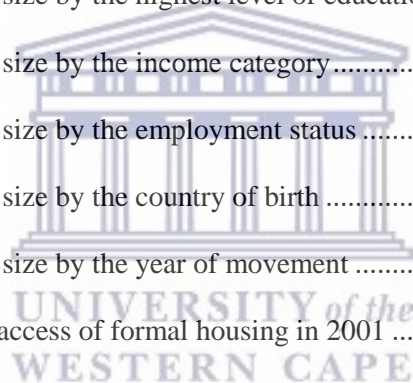 size by the highest level of education
size by the income category...........
size by the employment status .......
size by the country of birth ............
size by the year of movement ........
UNIVERSITY of the
access of formal housing in 2001 ...
WESTERN CAPE